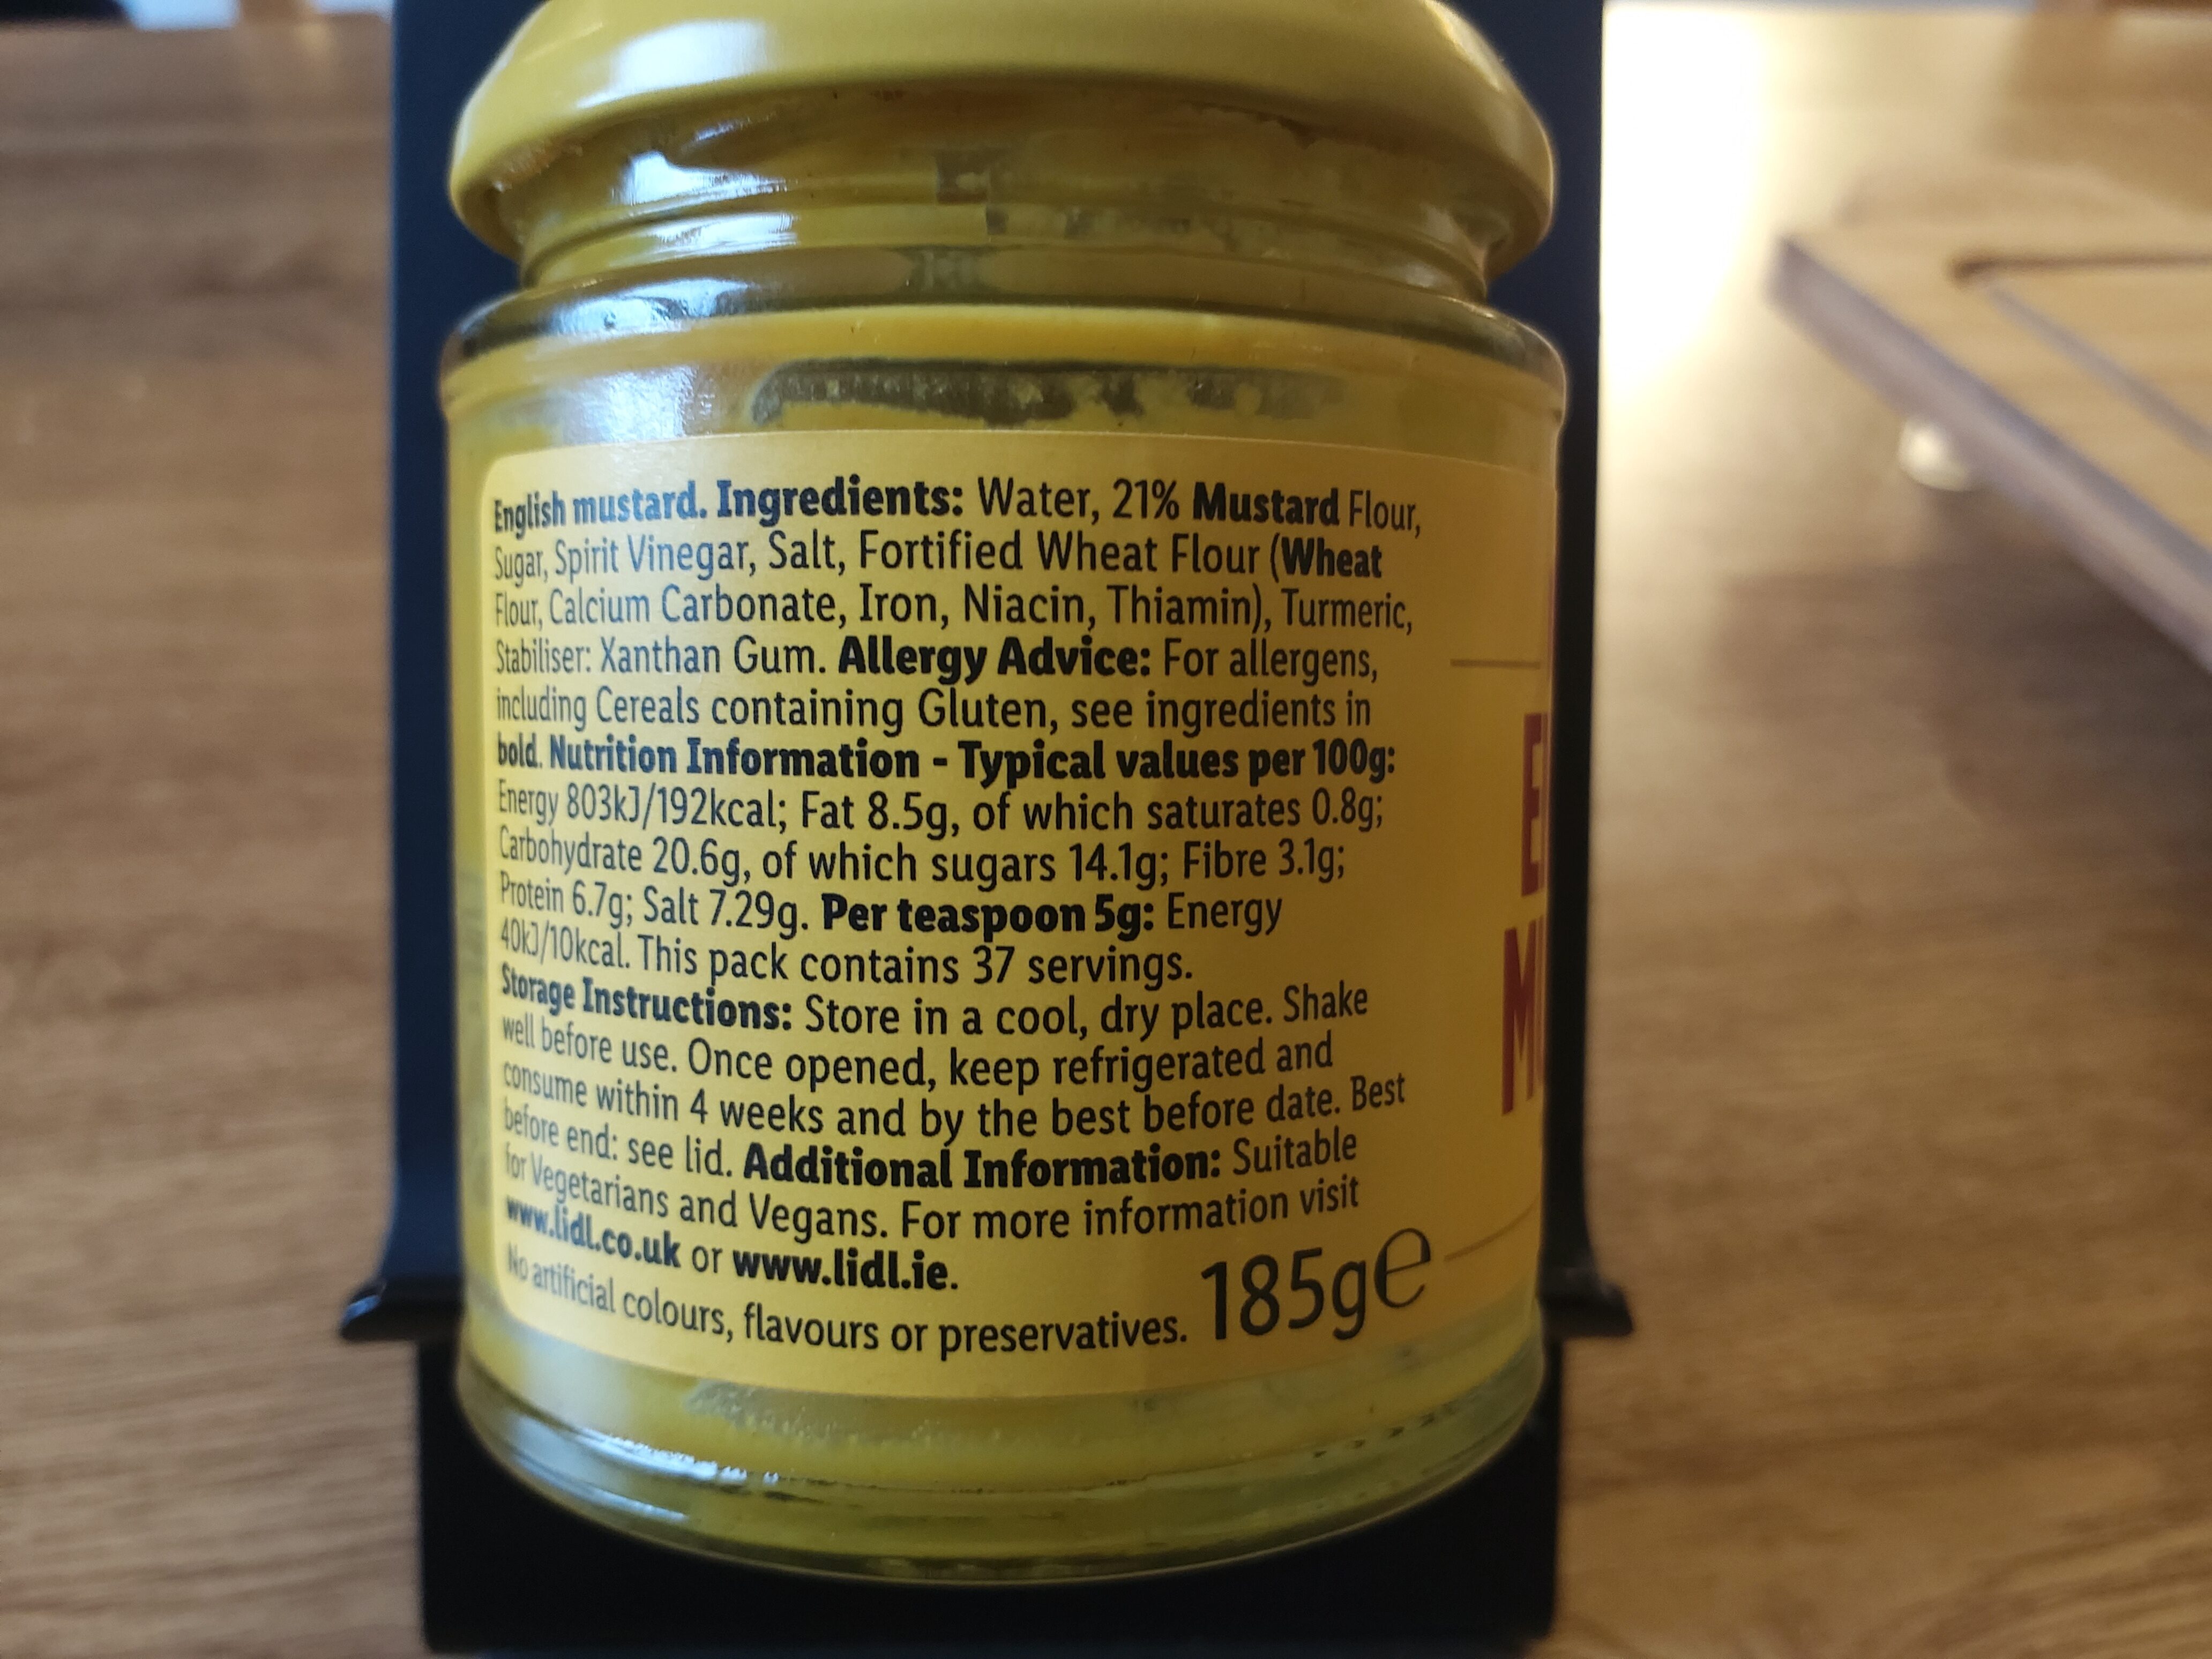 English mustard. Ingredients: Water, 21% Mustard Flour,
Sugar, Spirit Vinegar, Salt, Fortified Wheat Flour (Wheat
Flour, Calcium Carbonate, Iron, Niacin, Thiamin), Turmeric,
Stabiliser: Xanthan Gum. Allergy Advice: For allergens,
including Cereals containing Gluten, see ingredients in
bold. Nutrition Information - Typical values per 100g:
Energy 803kJ/192kcal; Fat 8.5g, of which saturates 0.8g;
Carbohydrate 20.6g, of which sugars 14.1g; Fibre 3.1g;
Protein 6.7g; Salt 7.29g. Per teaspoon 5g: Energy
40kJ/10kcal. This pack contains 37 servings.
Storage Instructions: Store in a cool, dry place. Shake
well before use. Once opened, keep refrigerated and
consume within 4 weeks and by the best before date. Best
before end: see lid. Additional Information: Suitable
for Vegetarians and Vegans. For more information visit
www.lidl.co.uk or www.lidl.ie.
No artificial colours, flavours or preservatives. 185g℮